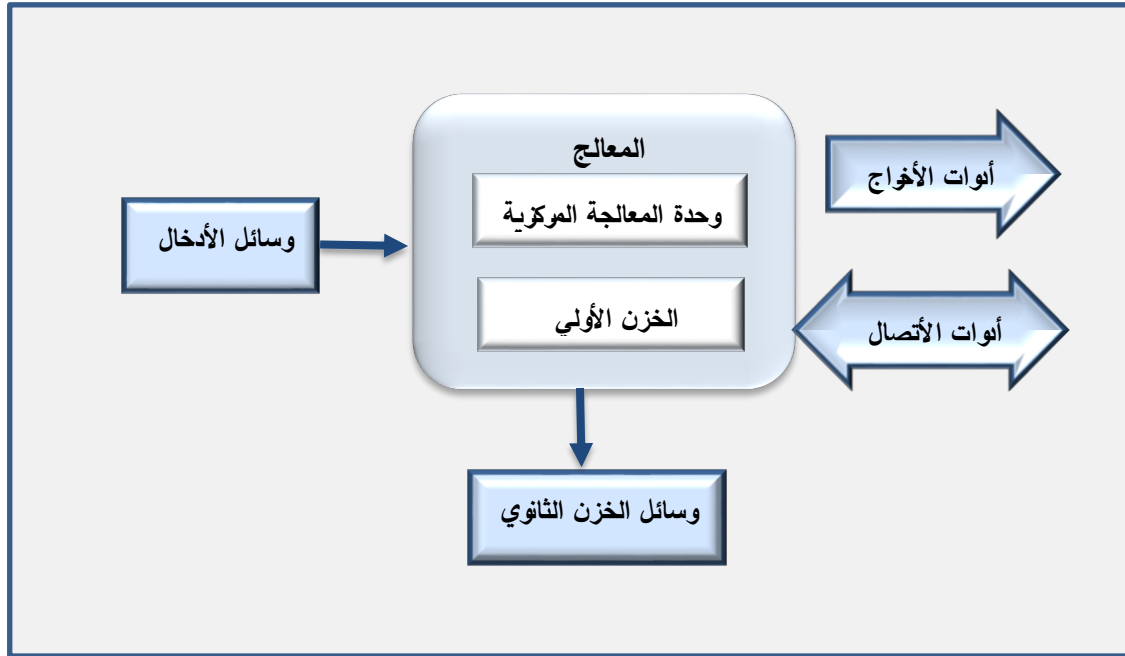 المعالج
أدوات الأخراج
وحدة المعالجة المركزية
وسائل الأدخال
الخزن الأولي
أدوات الأتصال
وسائل الخزن الثانوي